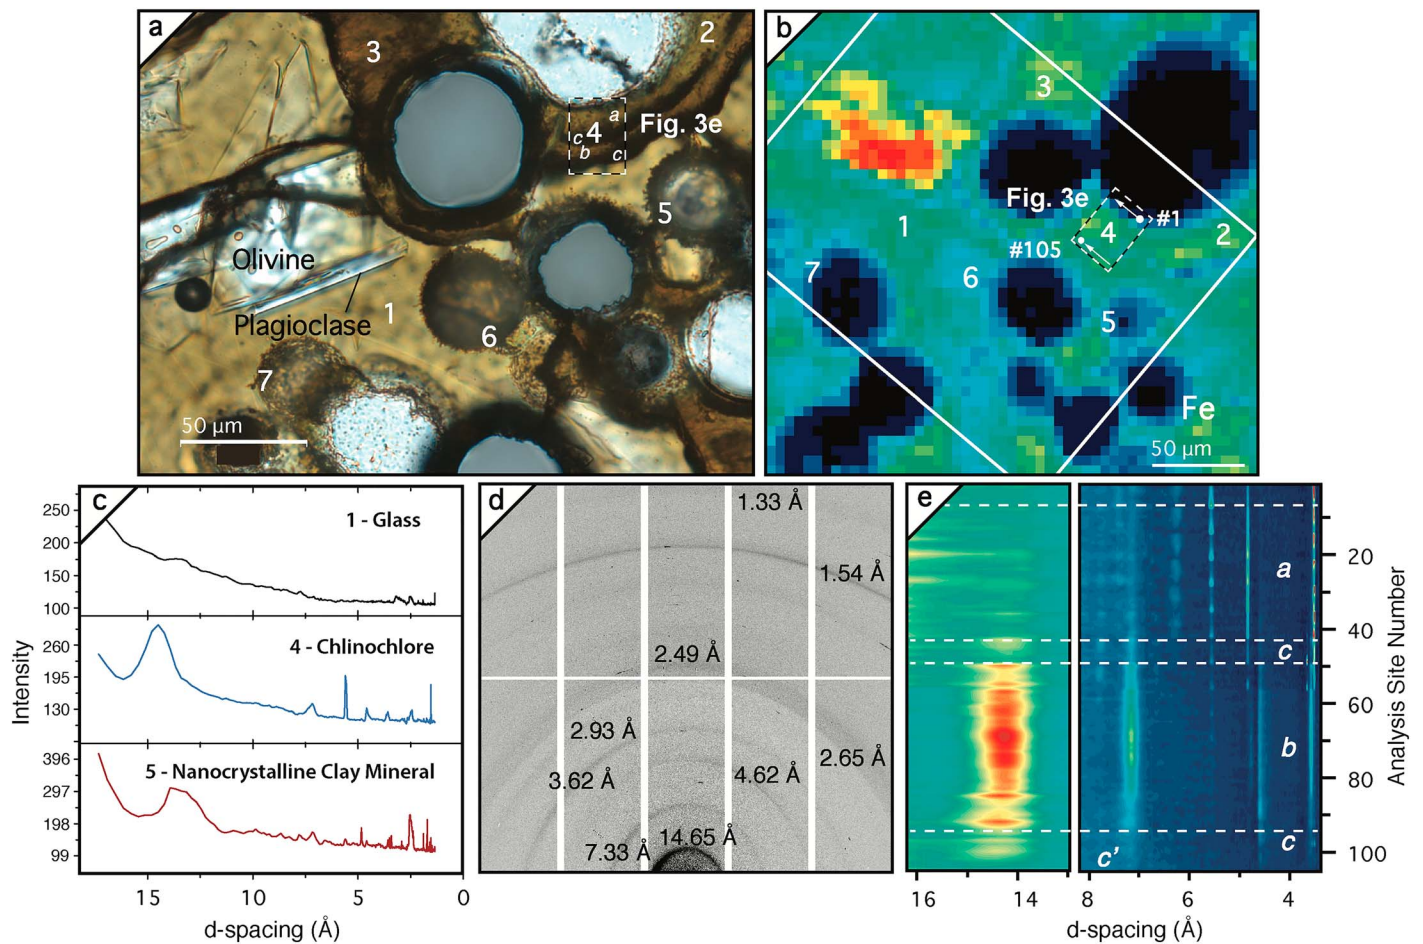 a
3
2
4
a
c
b
c
Fig. 3e
5
Olivine
1
Plagioclase
6
7
50 µm
b
3
Fig. 3e
#1
1
4
2
#105
7
6
5
Fe
50 µm
c
1 - Glass
250
200
150
100
4 - Chlinochlore
260
195
130
5 - Nanocrystalline Clay Mineral
396
297
198
99
Intensity
15 10 5 0
d-spacing (Å)
d
1.33 Å
1.54 Å
2.49 Å
2.93 Å
2.65 Å
3.62 Å
4.62 Å
14.65 Å
7.33 Å
e
a
c
b
c
c'
20
40
60
80
100
Analysis Site Number
16 14 8 6 4
d-spacing (Å)